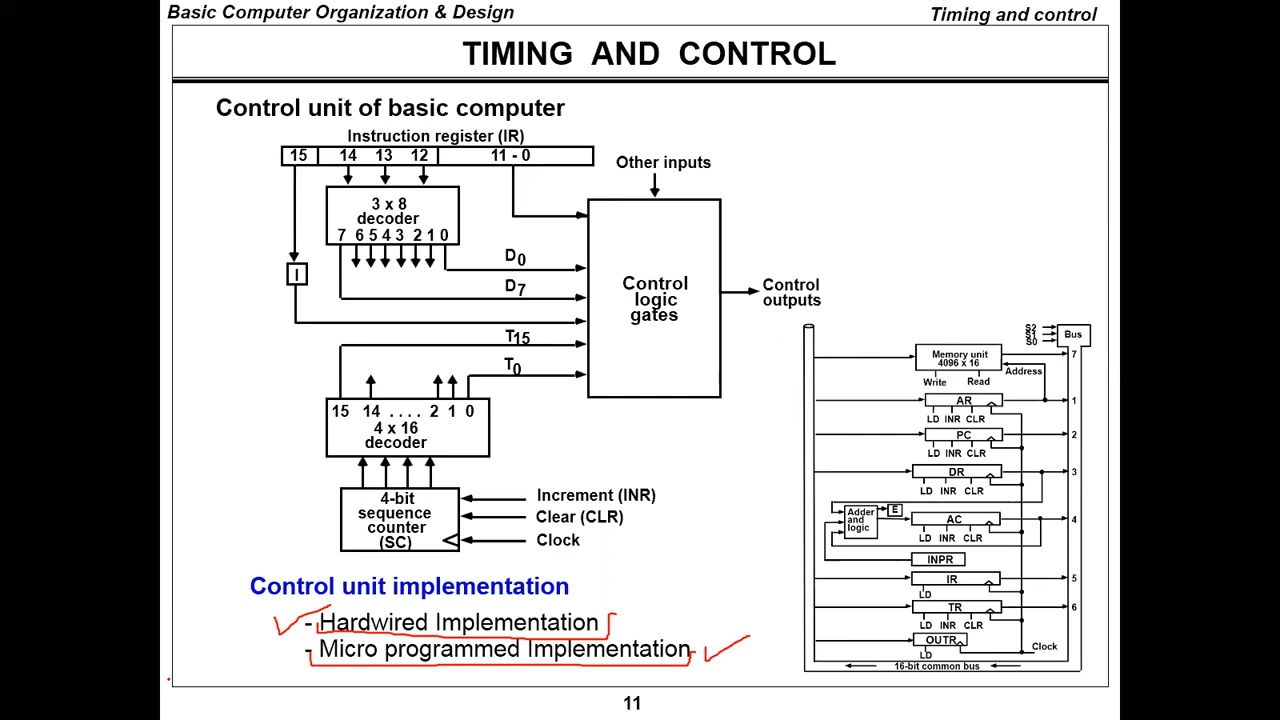 Basic Computer Organization & Design
Timing and control
TIMING AND CONTROL
Control unit of basic computer
Instruction register (IR)
15 14 13 12 11 - 0
Other inputs
3 x 8
decoder
7 6 5 4 3 2 1 0
D0
I
D7
Control
logic
gates
Control
outputs
T15
T0
15 14 . . . . 2 1 0
4 x 16
decoder
4-bit
sequence
counter
(SC)
Increment (INR)
Clear (CLR)
Clock
Control unit implementation
- Hardwired Implementation
- Micro programmed Implementation
S2
S1
S0
Bus
Memory unit
4096 x 16
7
Address
Write Read
AR
1
LD INR CLR
PC
2
LD INR CLR
DR
3
LD INR CLR
Adder
and
logic
E
AC
4
LD INR CLR
INPR
IR
5
LD
TR
6
LD INR CLR
OUTR
LD
Clock
16-bit common bus
11